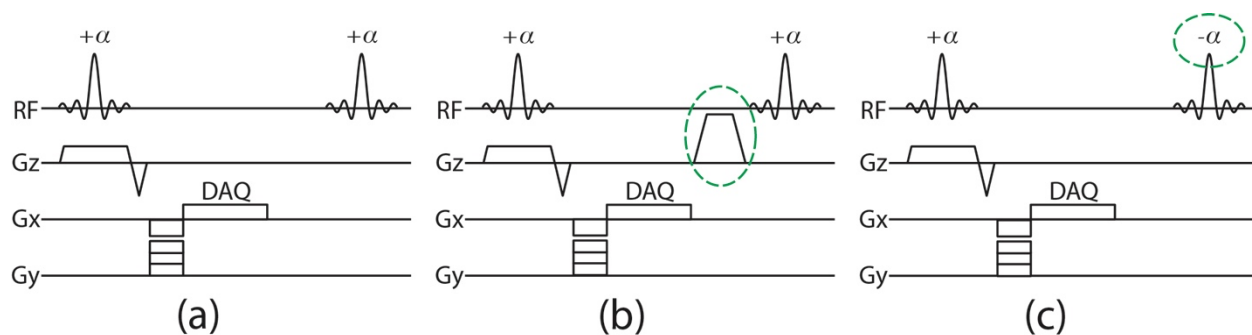 +α +α
RF
Gz
DAQ
Gx
Gy
(a)
+α +α
RF
Gz
DAQ
Gx
Gy
(b)
+α -α
RF
Gz
DAQ
Gx
Gy
(c)